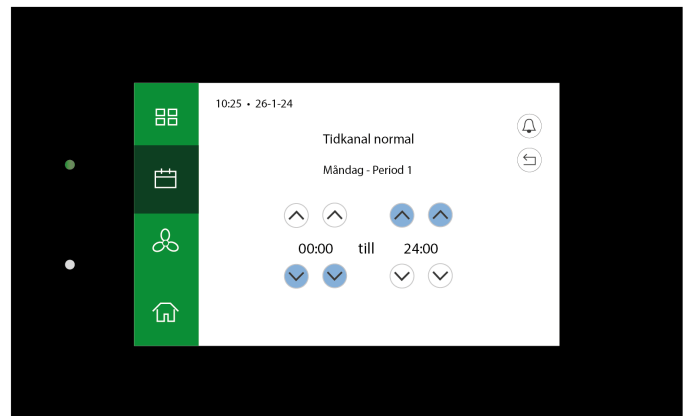 10:25 • 26-1-24
Tidkanal normal
Måndag - Period 1
00:00 till 24:00